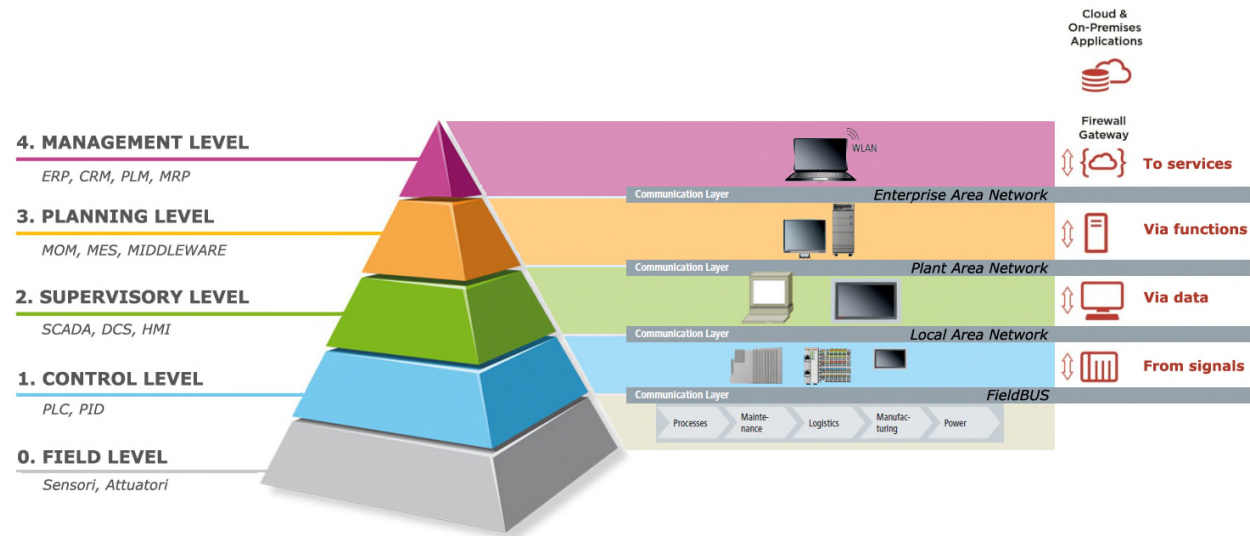 Cloud &
On-Premises
Applications
4. MANAGEMENT LEVEL
ERP, CRM, PLM, MRP
WLAN
Firewall
Gateway
To services
Communication Layer
Enterprise Area Network
3. PLANNING LEVEL
MOM, MES, MIDDLEWARE
Via functions
Communication Layer
Plant Area Network
2. SUPERVISORY LEVEL
SCADA, DCS, HMI
Via data
Communication Layer
Local Area Network
1. CONTROL LEVEL
PLC, PID
From signals
Communication Layer
FieldBUS
0. FIELD LEVEL
Sensori, Attuatori
Processes
Mainte-
nance
Logistics
Manufac-
turing
Power